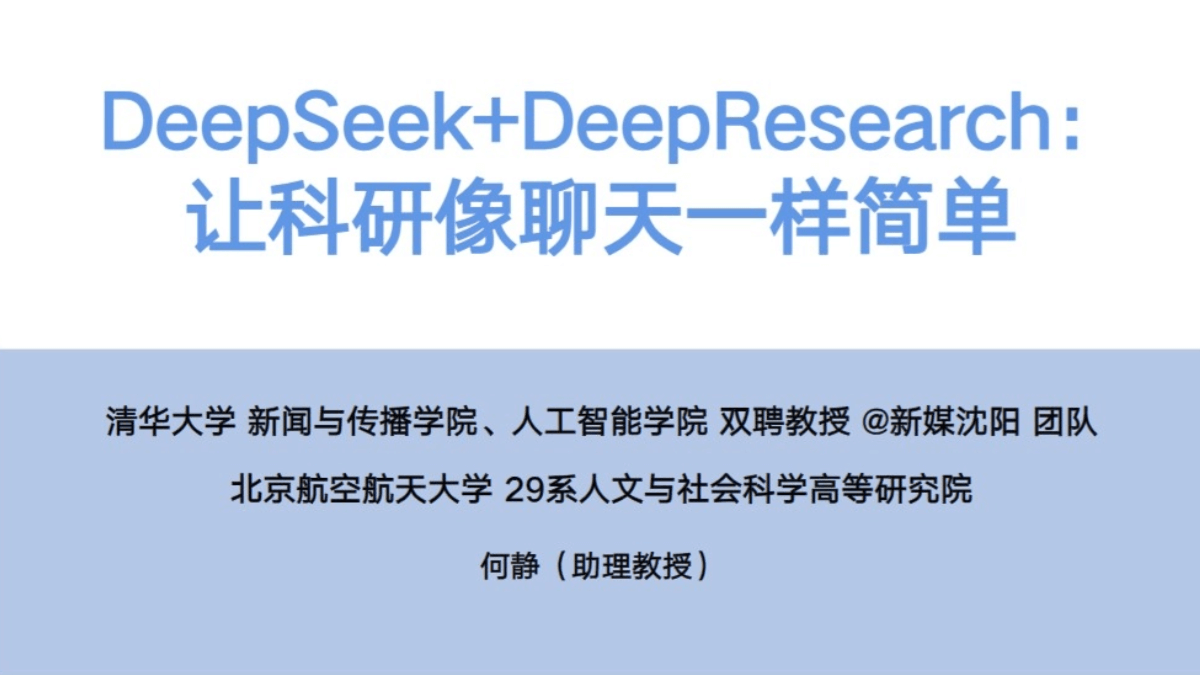 DeepSeek+DeepResearch：
让科研像聊天一样简单
清华大学 新闻与传播学院、人工智能学院 双聘教授 @新媒沈阳 团队
北京航空航天大学 29系人文与社会科学高等研究院
何静（助理教授）